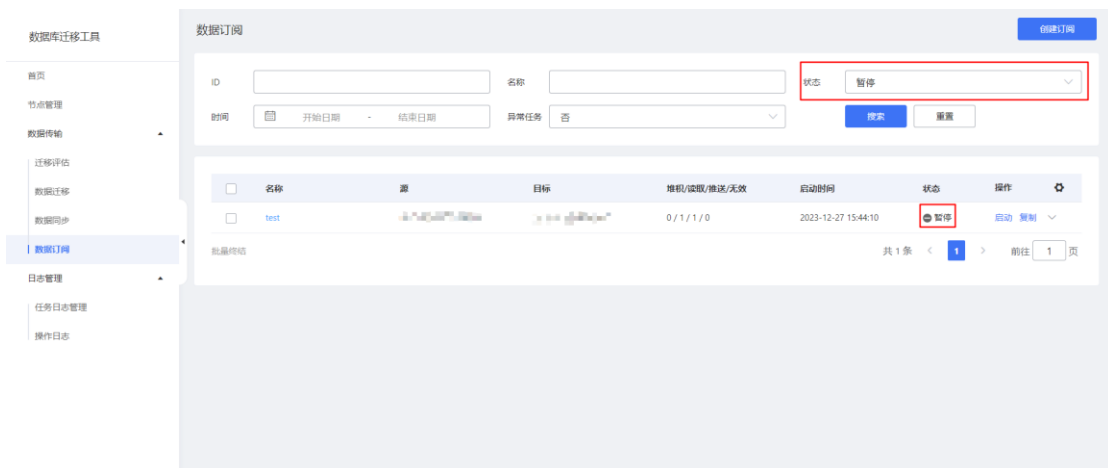 数据库迁移工具
首页
节点管理
数据传输
迁移评估
数据迁移
数据同步
数据订阅
日志管理
任务日志管理
操作日志
数据订阅
创建订阅
ID
名称
状态 暂停
时间 开始日期 - 结束日期
异常任务 否
搜索 重置
名称 源 目标 堆积/读取/推送/无效 启动时间 状态 操作
test 0 / 1 / 1 / 0 2023-12-27 15:44:10 暂停 启动 复制
批量终结
共 1 条 < 1 > 前往 1 页